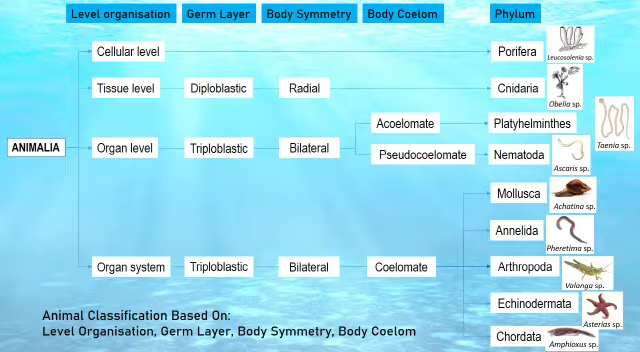 Level organisation Germ Layer Body Symmetry Body Coelom Phylum
Cellular level Porifera
Leucosolenia sp.
Tissue level Diploblastic Radial Cnidaria
Obelia sp.
Acoelomate Platyhelminthes
Taenia sp.
ANIMALIA Organ level Triploblastic Bilateral
Pseudocoelomate Nematoda
Ascaris sp.
Mollusca
Achatina sp.
Annelida
Pheretima sp.
Organ system Triploblastic Bilateral Coelomate Arthropoda
Valanga sp.
Echinodermata
Asterias sp.
Chordata
Amphioxus sp.
Animal Classification Based On:
Level Organisation, Germ Layer, Body Symmetry, Body Coelom